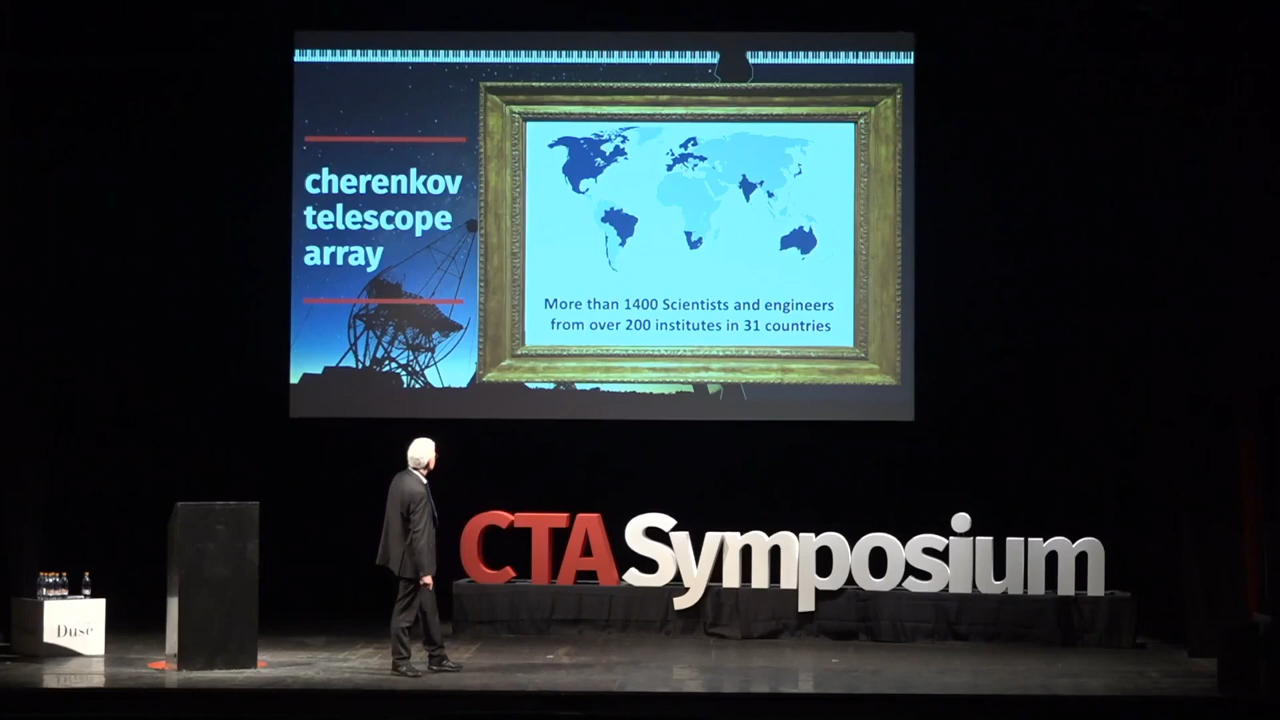 cherenkov
telescope
array
More than 1400 Scientists and engineers
from over 200 institutes in 31 countries
CTASymposium
Duse